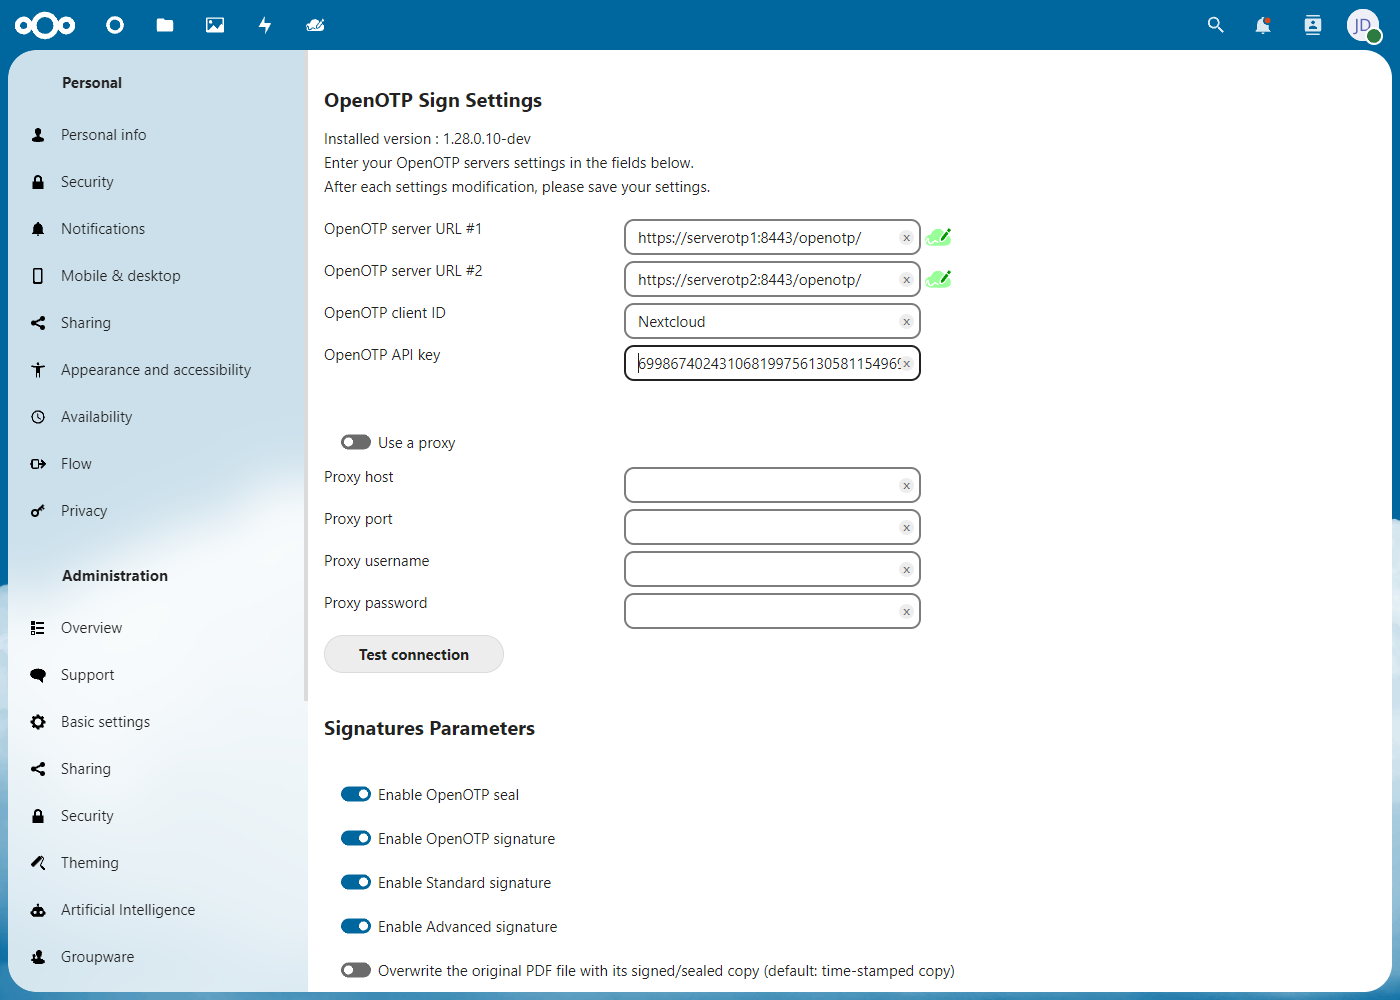 JD
Personal
Personal info
Security
Notifications
Mobile & desktop
Sharing
Appearance and accessibility
Availability
Flow
Privacy
Administration
Overview
Support
Basic settings
Sharing
Security
Theming
Artificial Intelligence
Groupware
OpenOTP Sign Settings
Installed version : 1.28.0.10-dev
Enter your OpenOTP servers settings in the fields below.
After each settings modification, please save your settings.
OpenOTP server URL #1
https://serverotp1:8443/openotp/
OpenOTP server URL #2
https://serverotp2:8443/openotp/
OpenOTP client ID
Nextcloud
OpenOTP API key
699867402431068199756130581154969
Use a proxy
Proxy host
Proxy port
Proxy username
Proxy password
Test connection
Signatures Parameters
Enable OpenOTP seal
Enable OpenOTP signature
Enable Standard signature
Enable Advanced signature
Overwrite the original PDF file with its signed/sealed copy (default: time-stamped copy)